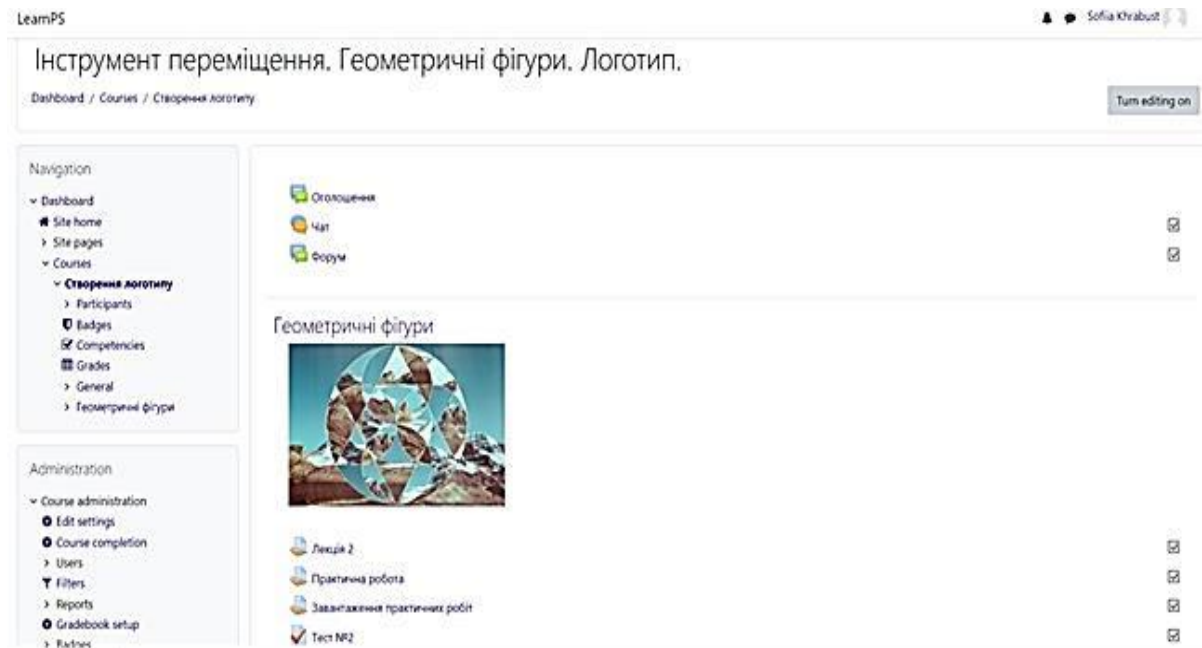 LearnPS
Sofiia Khrabust
Інструмент переміщення. Геометричні фігури. Логотип.
Dashboard / Courses / Створення логотипу
Turn editing on
Navigation
Dashboard
Site home
Site pages
Courses
Створення логотипу
Participants
Badges
Competencies
Grades
General
Геометричні фігури
Administration
Course administration
Edit settings
Course completion
Users
Filters
Reports
Gradebook setup
Badges
Оголошення
Чат
Форум
Геометричні фігури
Лекція 2
Практична робота
Завантаження практичних робіт
Тест №2